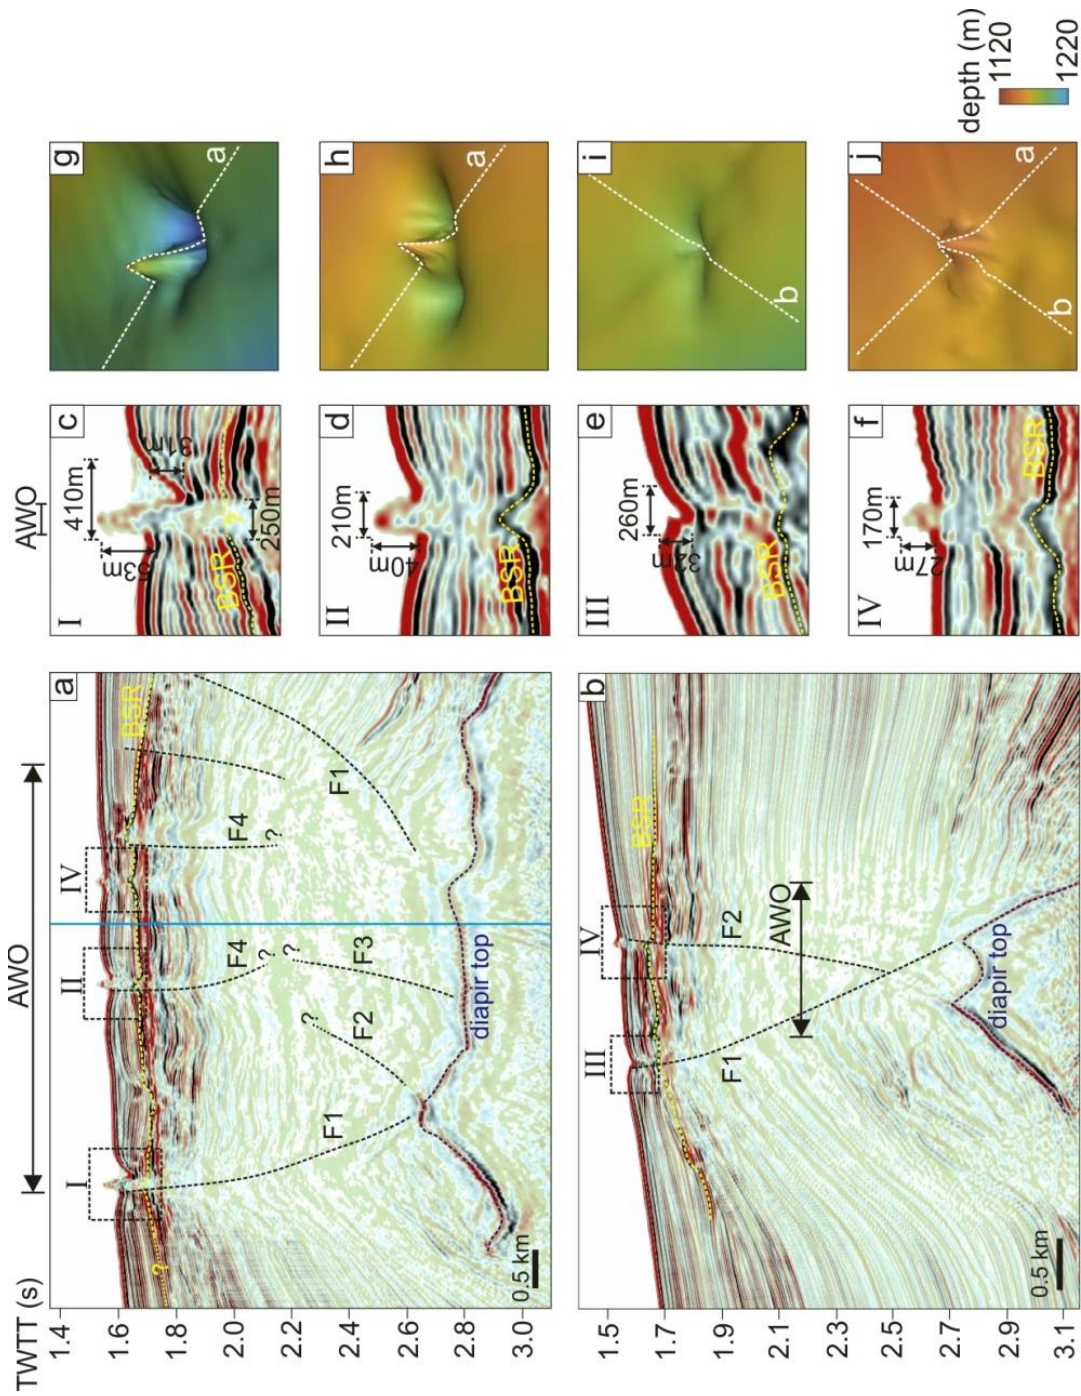 TWTT (s)
AWO
1.4
1.6
1.8
2.0
2.2
2.4
2.6
2.8
3.0
I
II
IV
a
BSR
?
F1
F2
?
F3
?
F4
?
F4
?
F1
diapir top
0.5 km
1.5
1.7
1.9
2.1
2.3
2.5
2.7
2.9
3.1
III
IV
b
BSR
F1
F2
AWO
diapir top
0.5 km
AWO
I
c
410m
53m
31m
BSR
?
250m
II
d
210m
40m
BSR
III
e
260m
32m
BSR
IV
f
170m
27m
BSR
g
a
h
a
i
b
j
a
b
depth (m)
1120
1220